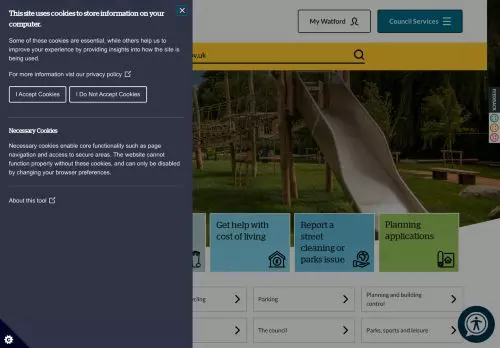 This site uses cookies to store information on your
computer.
Some of these cookies are essential, while others help us to
improve your experience by providing insights into how the site is
being used.
For more information visit our privacy policy
I Accept Cookies
I Do Not Accept Cookies
Necessary Cookies
Necessary cookies enable core functionality such as page
navigation and access to secure areas. The website cannot
function properly without these cookies, and can only be disabled
by changing your browser preferences.
About this tool
My Watford
Council Services
.uk
FEEDBACK
Get help with
cost of living
Report a
street
cleaning or
parks issue
Planning
applications
Parking
Planning and building
control
The council
Parks, sports and leisure